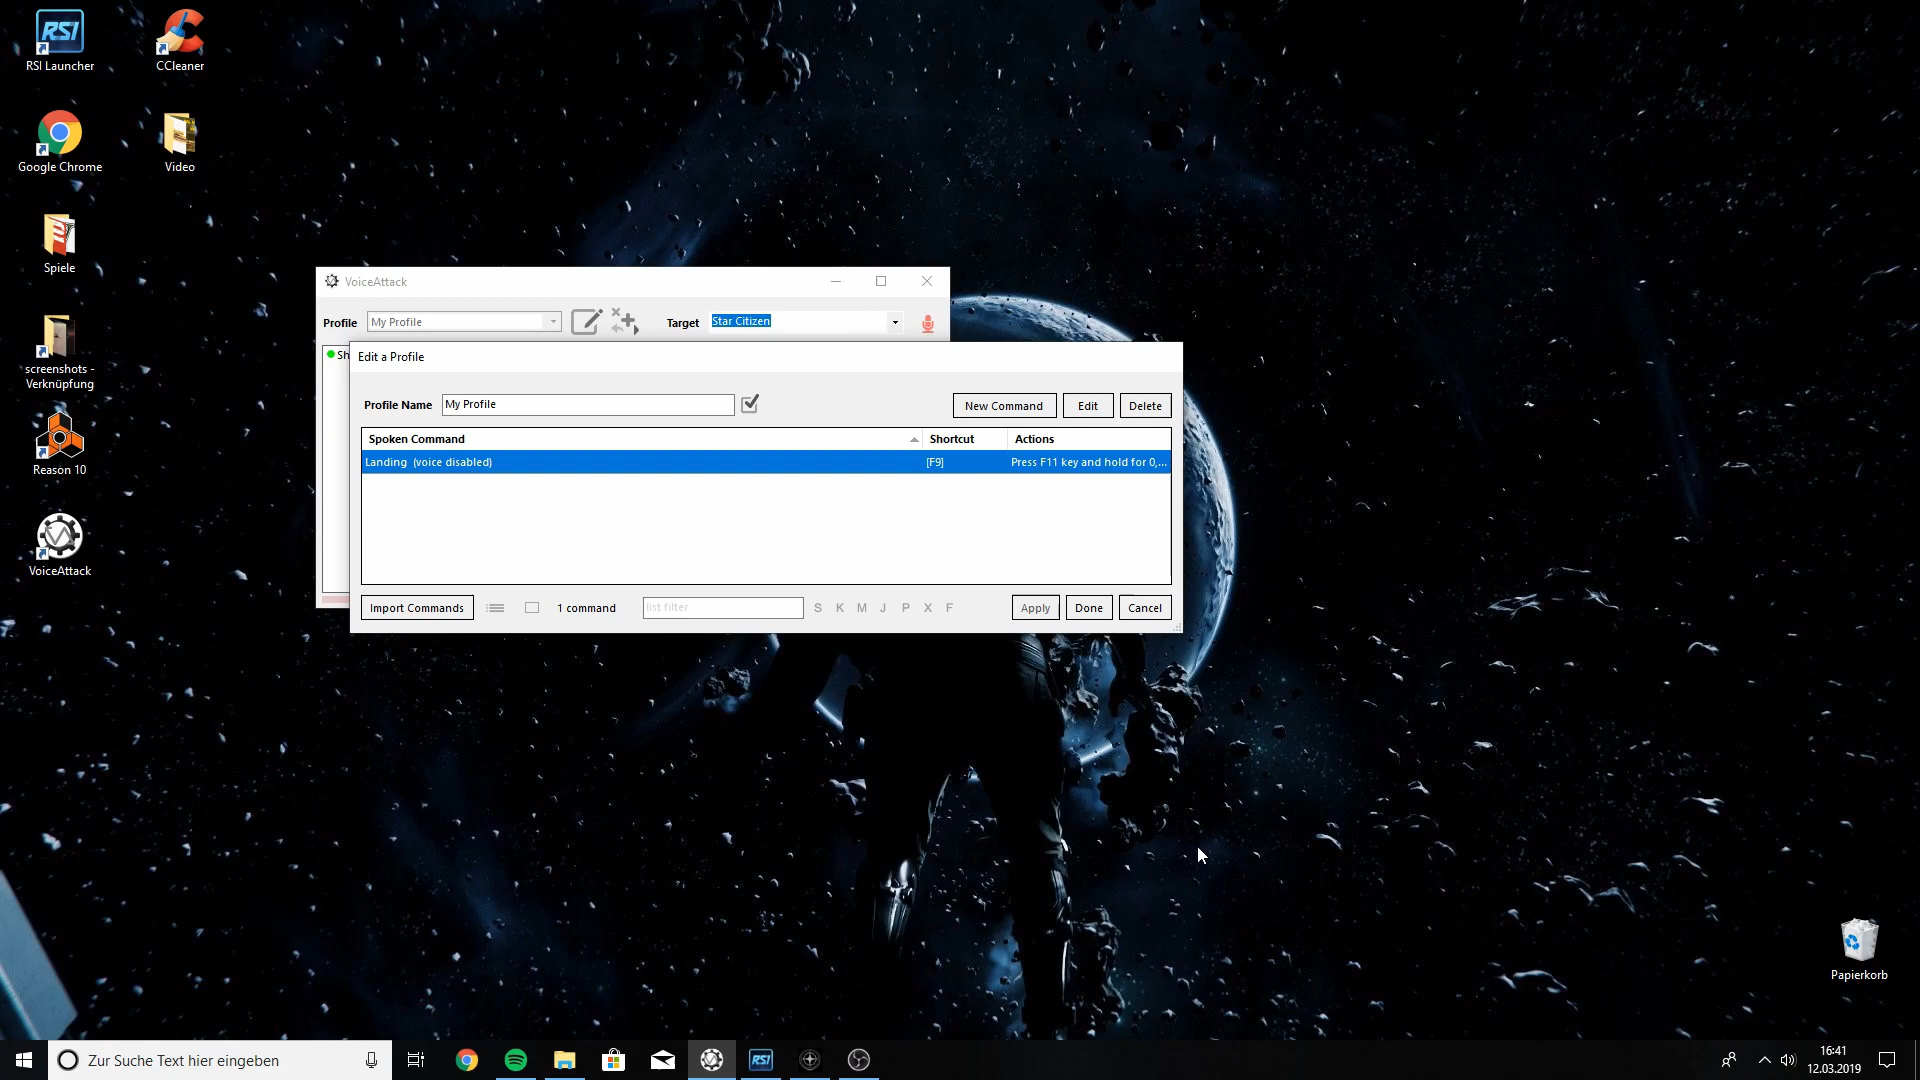 RSI
RSI Launcher
CCleaner
Google Chrome
Video
Spiele
screenshots -
Verknüpfung
Reason 10
VoiceAttack
VoiceAttack
Profile
My Profile
Target
Star Citizen
Sh
Edit a Profile
Profile Name
My Profile
New Command
Edit
Delete
Spoken Command
Shortcut
Actions
Landing (voice disabled)
[F9]
Press F11 key and hold for 0,...
Import Commands
1 command
list filter
S K M J P X F
Apply
Done
Cancel
Papierkorb
Zur Suche Text hier eingeben
RSI
16:41
12.03.2019